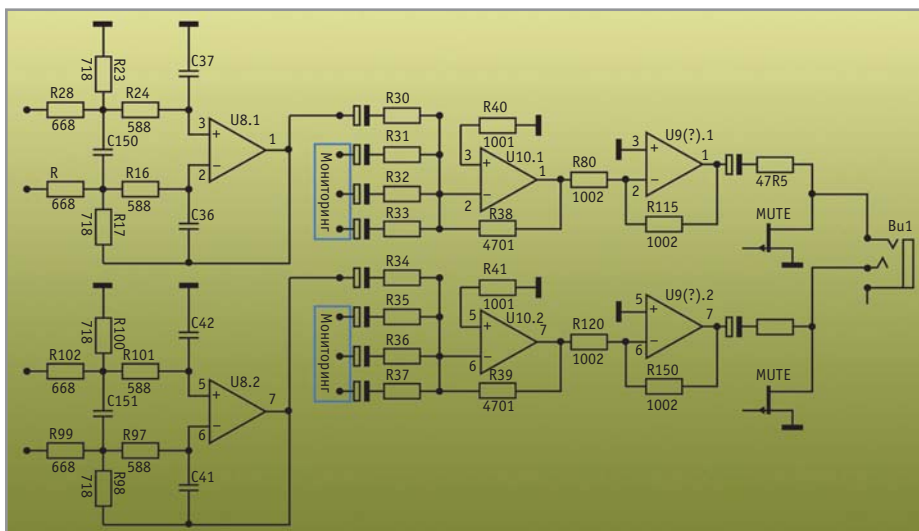 R23
718
C37
R28
668
R24
588
3
+
U8.1
1
C150
R
668
R16
588
−
2
R17
718
C36
R30
R31
R32
R33
Мониторинг
R40
1001
3
+
U10.1
1
−
2
R38
4701
R80
1002
U9(?).1
3
+
1
−
2
R115
1002
47R5
MUTE
Bu1
R100
718
C42
R102
668
R101
588
5
+
U8.2
7
C151
R99
668
R97
588
−
6
R98
718
C41
R34
R35
R36
R37
Мониторинг
R41
1001
5
+
U10.2
7
−
6
R39
4701
R120
1002
U9(?).2
5
+
7
−
6
R150
1002
MUTE